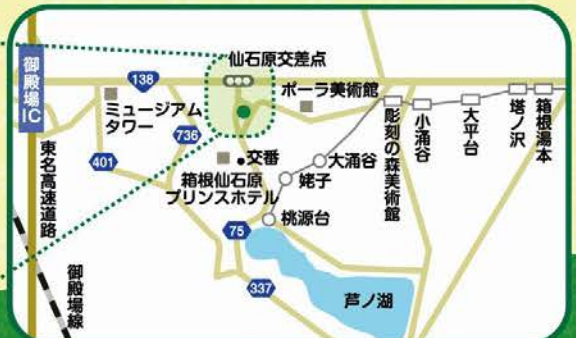 仙石原交差点
御殿場IC
138
ポーラ美術館
ミュージアム
タワー
736
401
交番
箱根仙石原
プリンスホテル
大涌谷
姥子
桃源台
彫刻の森美術館
小涌谷
大平台
塔ノ沢
箱根湯本
東名高速道路
御殿場線
75
337
芦ノ湖